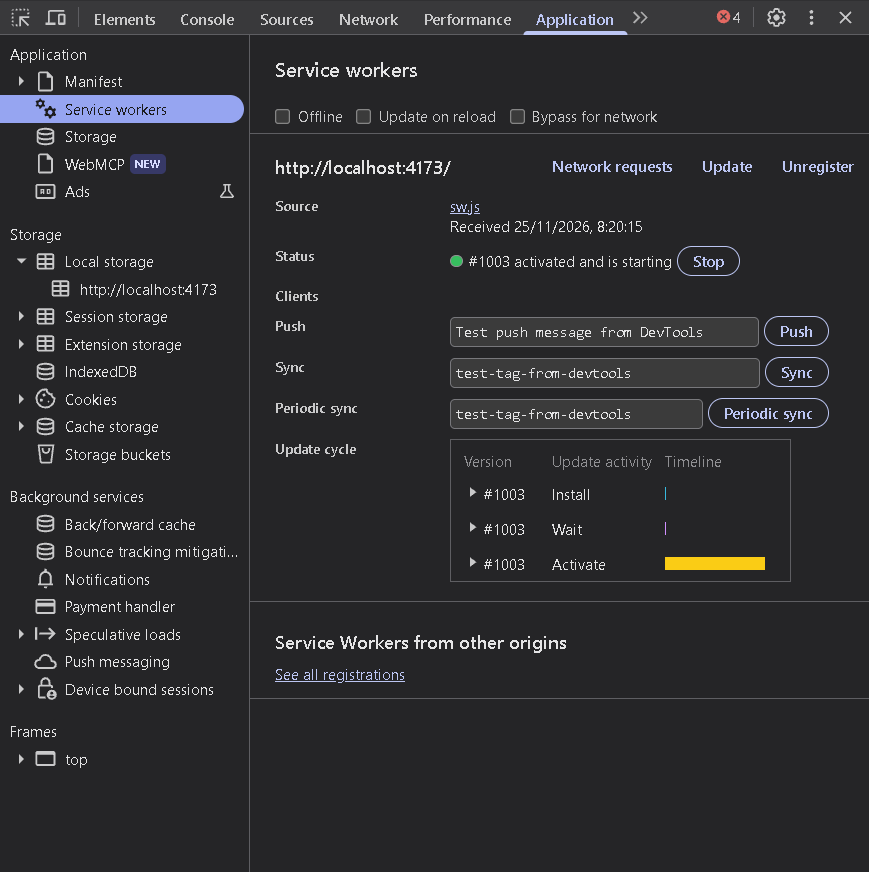 Elements Console Sources Network Performance Application 4
Application
Manifest
Service workers
Storage
WebMCP NEW
Ads
Storage
Local storage
http://localhost:4173
Session storage
Extension storage
IndexedDB
Cookies
Cache storage
Storage buckets
Background services
Back/forward cache
Bounce tracking mitigati...
Notifications
Payment handler
Speculative loads
Push messaging
Device bound sessions
Frames
top
Service workers
Offline Update on reload Bypass for network
http://localhost:4173/ Network requests Update Unregister
Source sw.js
Received 25/11/2026, 8:20:15
Status #1003 activated and is starting Stop
Clients
Push Test push message from DevTools Push
Sync test-tag-from-devtools Sync
Periodic sync test-tag-from-devtools Periodic sync
Update cycle
Version Update activity Timeline
#1003 Install
#1003 Wait
#1003 Activate
Service Workers from other origins
See all registrations